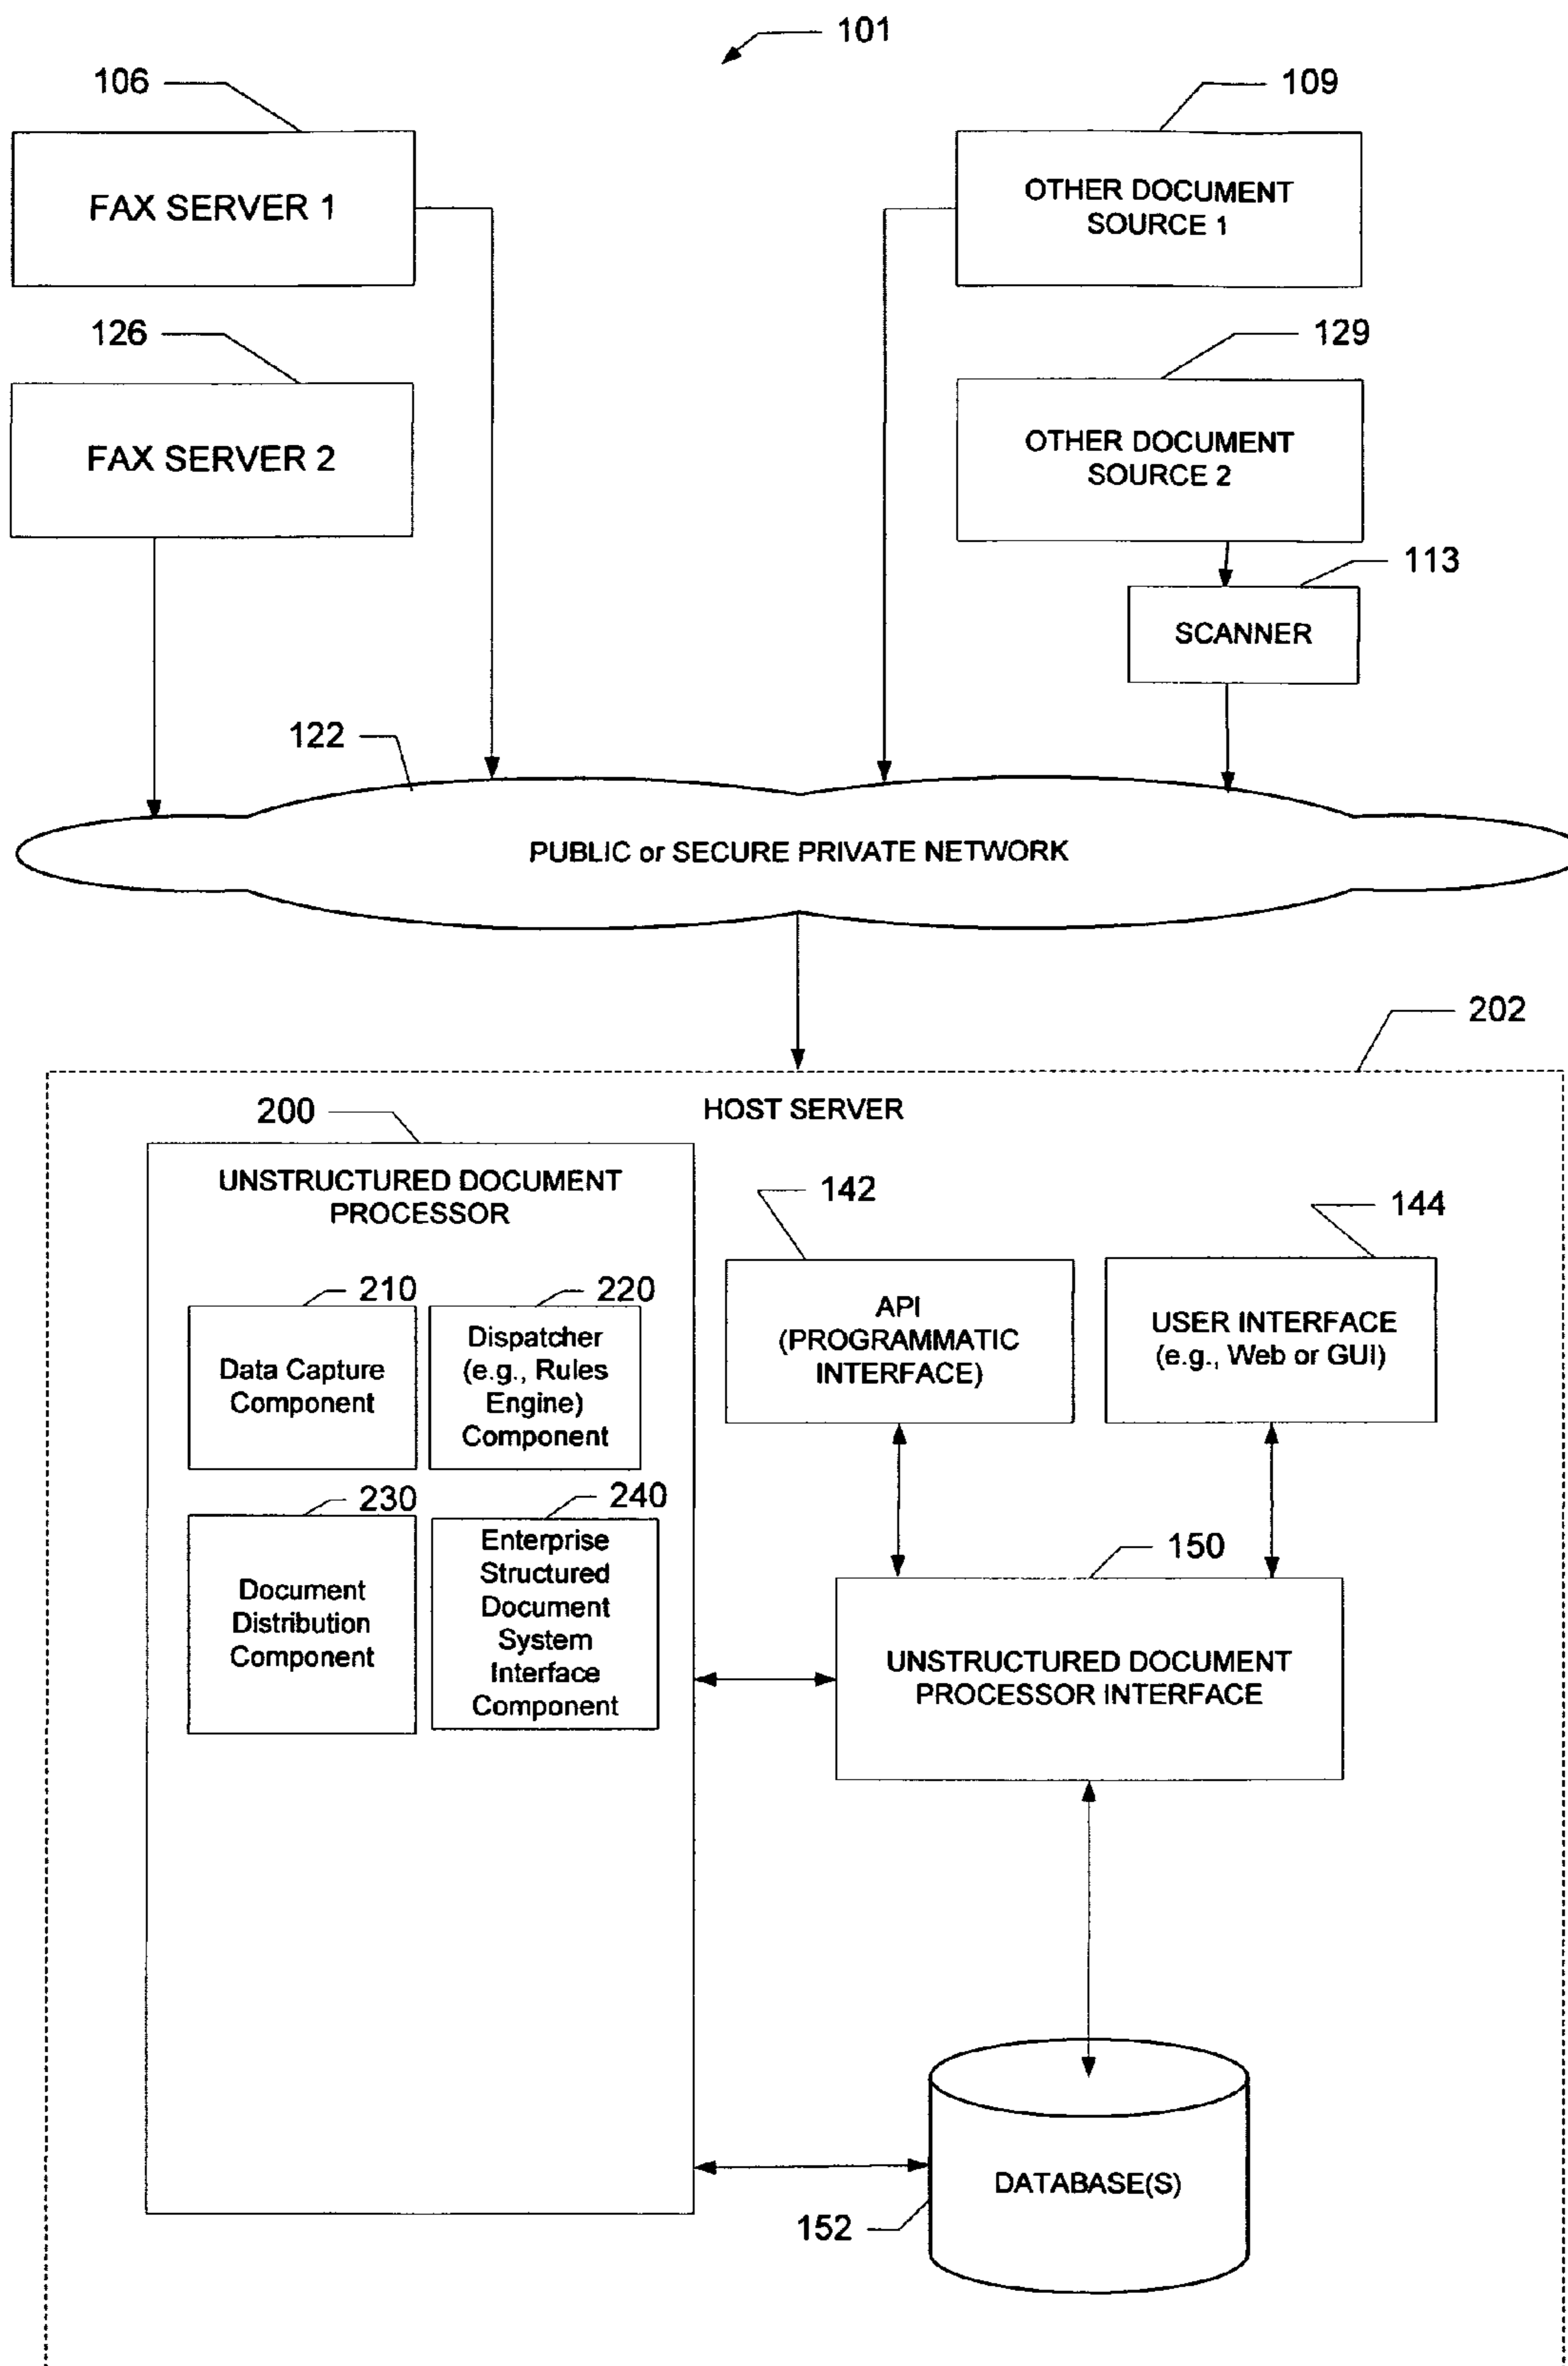 101
106
109
FAX SERVER 1
OTHER DOCUMENT
SOURCE 1
126
129
FAX SERVER 2
OTHER DOCUMENT
SOURCE 2
113
SCANNER
122
PUBLIC or SECURE PRIVATE NETWORK
202
HOST SERVER
200
UNSTRUCTURED DOCUMENT
PROCESSOR
142
144
210
220
Data Capture
Component
Dispatcher
(e.g., Rules
Engine)
Component
API
(PROGRAMMATIC
INTERFACE)
USER INTERFACE
(e.g., Web or GUI)
230
240
Document
Distribution
Component
Enterprise
Structured
Document
System
Interface
Component
150
UNSTRUCTURED DOCUMENT
PROCESSOR INTERFACE
DATABASE(S)
152